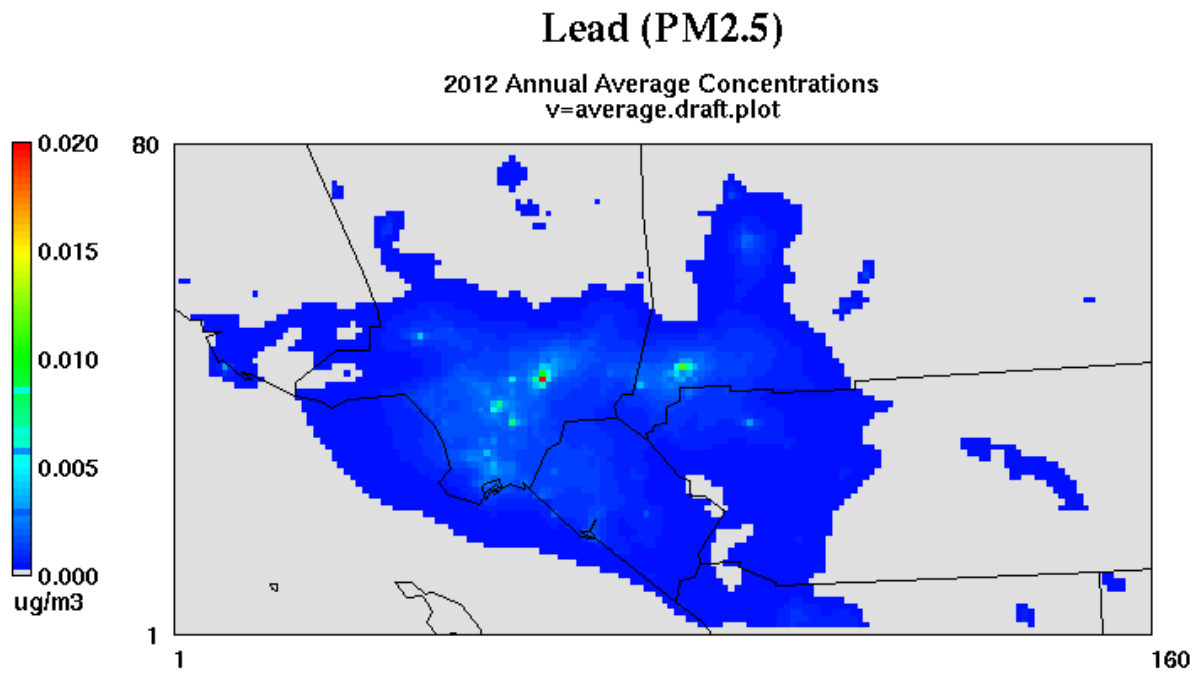 Lead (PM2.5)
2012 Annual Average Concentrations
v=average.draft.plot
0.020
0.015
0.010
0.005
0.000
ug/m3
80
1
1
160